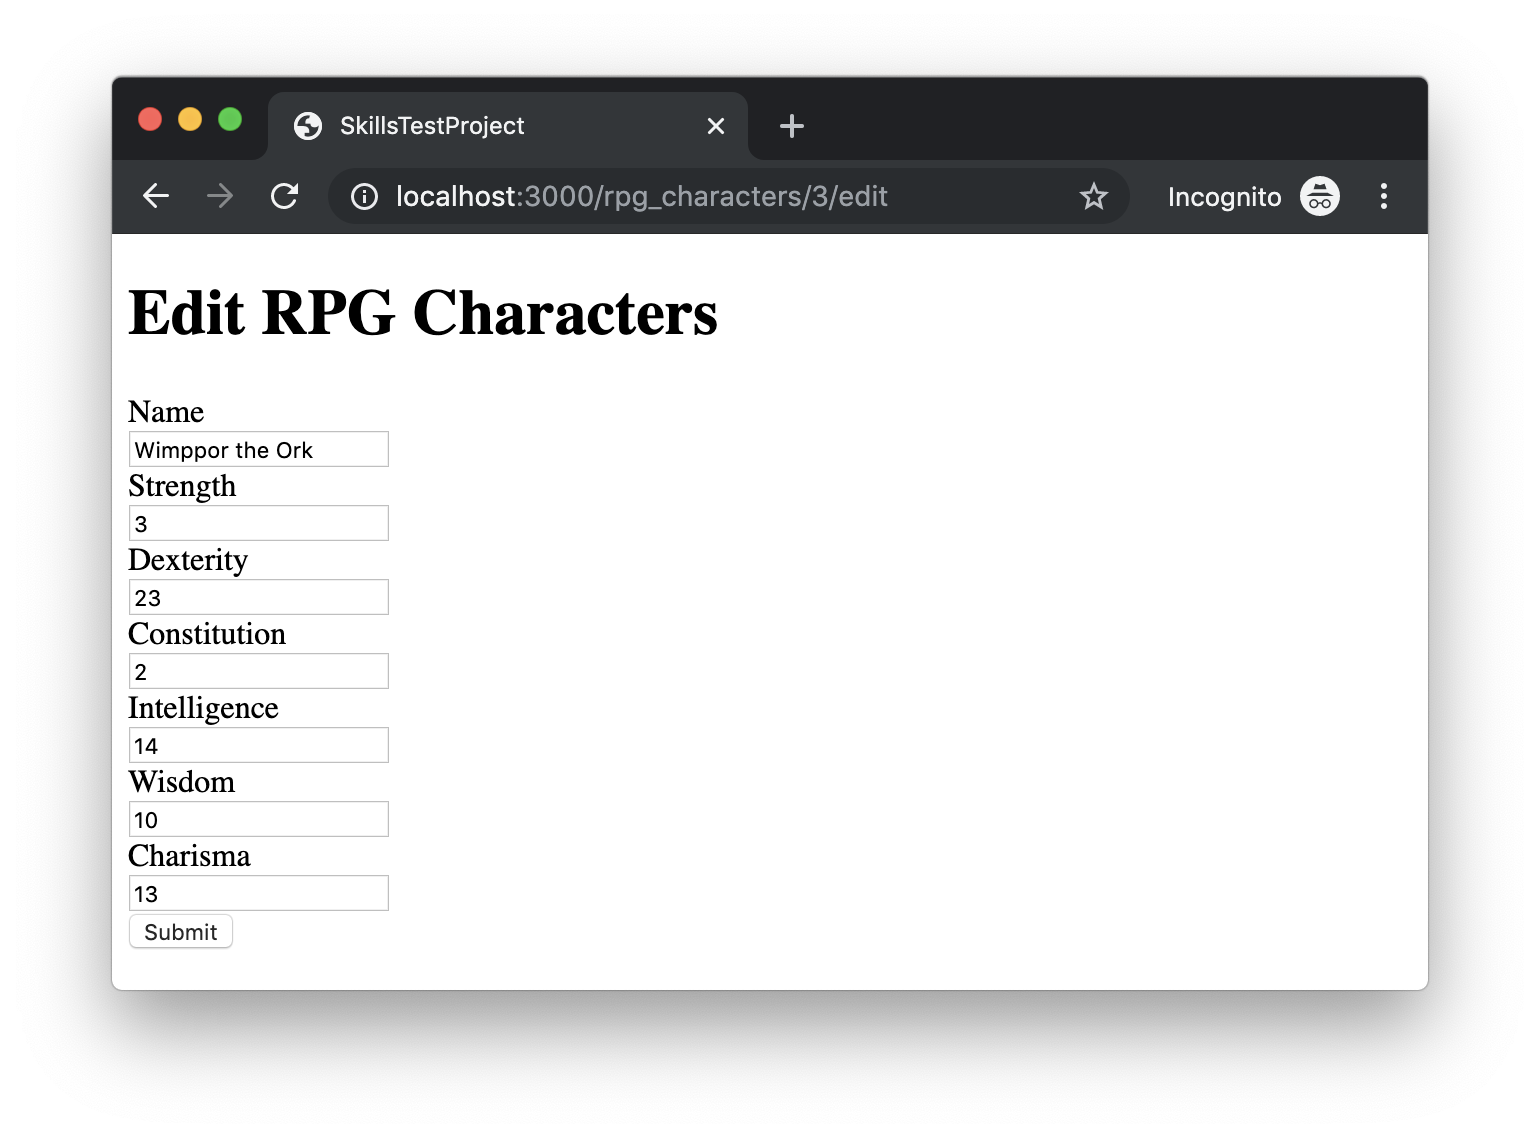 SkillsTestProject
localhost:3000/rpg_characters/3/edit
Incognito
Edit RPG Characters
Name
Wimppor the Ork
Strength
3
Dexterity
23
Constitution
2
Intelligence
14
Wisdom
10
Charisma
13
Submit